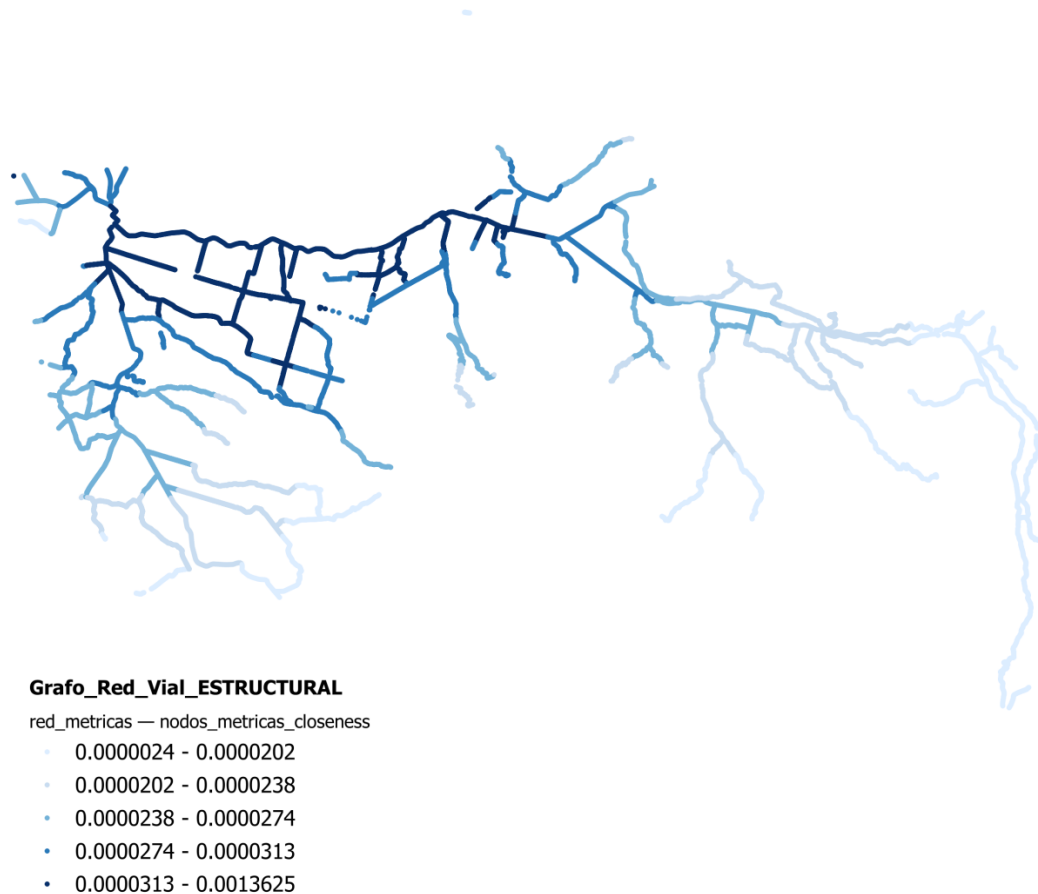 Grafo_Red_Vial_ESTRUCTURAL
red_metricas — nodos_metricas_closeness
0.0000024 - 0.0000202
0.0000202 - 0.0000238
0.0000238 - 0.0000274
0.0000274 - 0.0000313
0.0000313 - 0.0013625